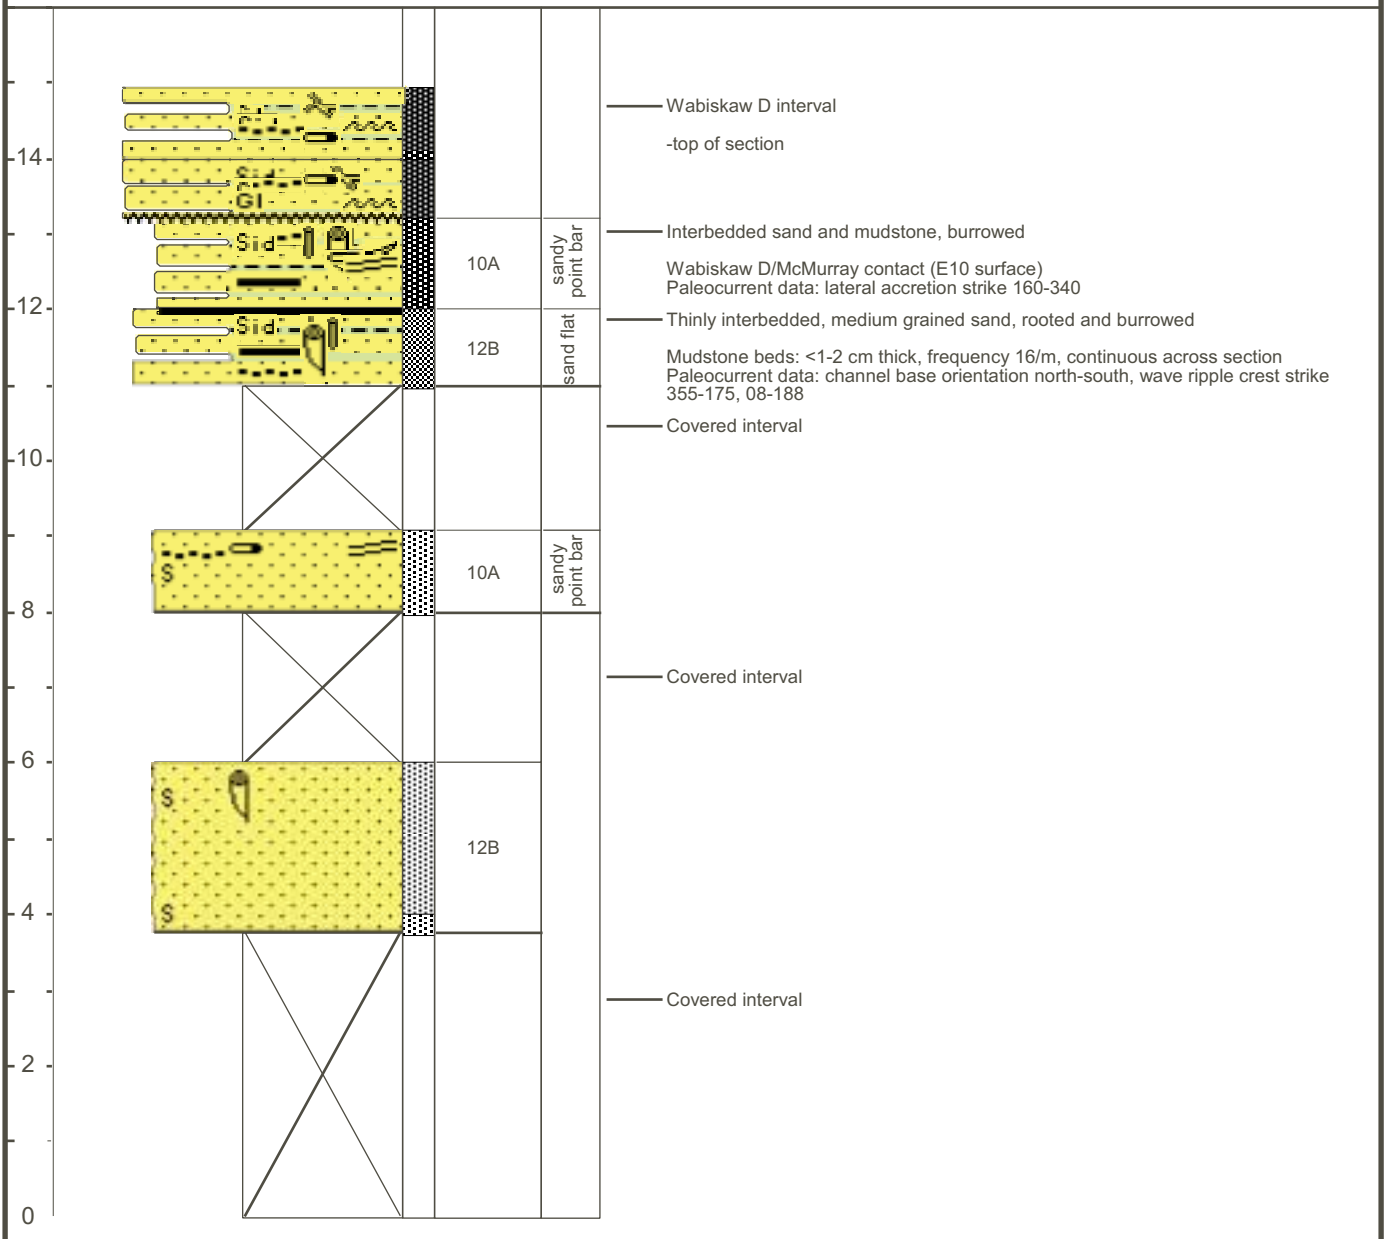 Wabiskaw D interval
-top of section
14
Sid
Gl
Sid
10A
sandy
point bar
Interbedded sand and mudstone, burrowed
Wabiskaw D/McMurray contact (E10 surface)
Paleocurrent data: lateral accretion strike 160-340
12
Sid
12B
sand flat
Thinly interbedded, medium grained sand, rooted and burrowed
Mudstone beds: <1-2 cm thick, frequency 16/m, continuous across section
Paleocurrent data: channel base orientation north-south, wave ripple crest strike
355-175, 08-188
Covered interval
10
S
10A
sandy
point bar
8
Covered interval
6
S
12B
4
S
Covered interval
2
0